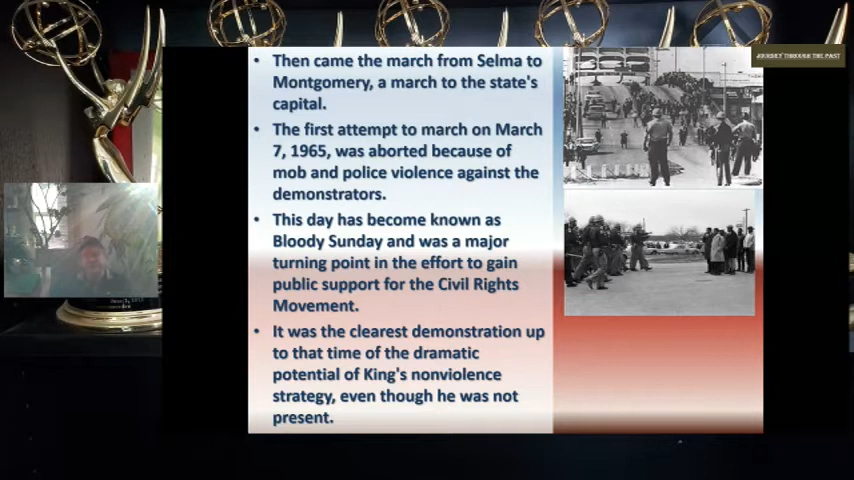 JOURNEY THROUGH THE PAST
• Then came the march from Selma to
Montgomery, a march to the state's
capital.
• The first attempt to march on March
7, 1965, was aborted because of
mob and police violence against the
demonstrators.
• This day has become known as
Bloody Sunday and was a major
turning point in the effort to gain
public support for the Civil Rights
Movement.
• It was the clearest demonstration up
to that time of the dramatic
potential of King's nonviolence
strategy, even though he was not
present.